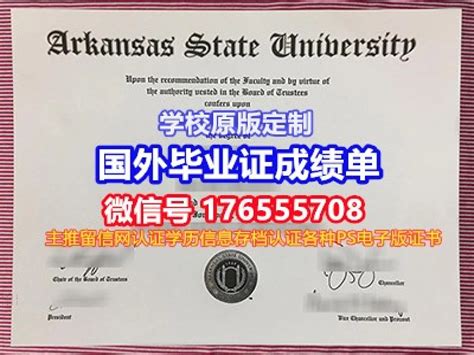 Arkansas State University
Upon the recommendation of the Faculty and by virtue of
the authority vested in the Board of Trustees
confers upon
学校原版定制
the degree of
国外毕业证成绩单
微信号 176555708
主推留信网认证学历信息存档认证各种PS电子版证书
Chair of the Board of Trustees
Chancellor
President
Vice Chancellor and Provost